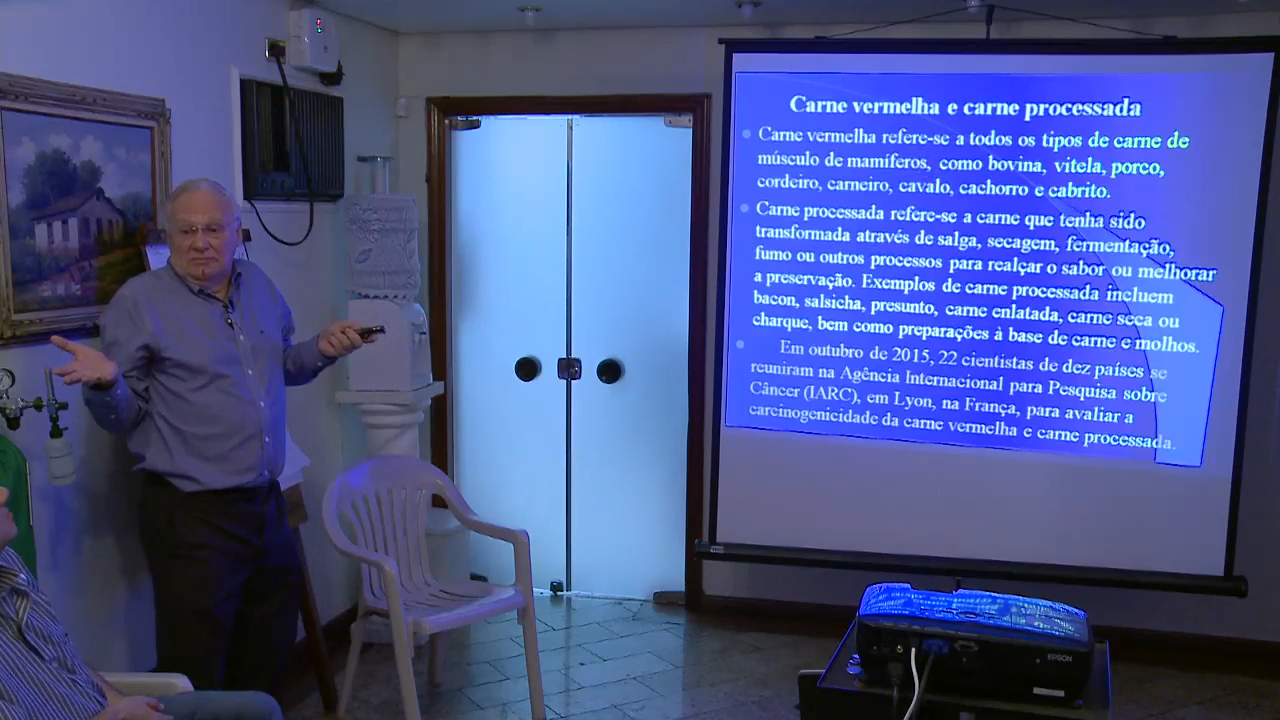 Carne vermelha e carne processada
Carne vermelha refere-se a todos os tipos de carne de
músculo de mamíferos, como bovina, vitela, porco,
cordeiro, carneiro, cavalo, cachorro e cabrito.
Carne processada refere-se a carne que tenha sido
transformada através de salga, secagem, fermentação,
fumo ou outros processos para realçar o sabor ou melhorar
a preservação. Exemplos de carne processada incluem
bacon, salsicha, presunto, carne enlatada, carne seca ou
charque, bem como preparações à base de carne e molhos.
Em outubro de 2015, 22 cientistas de dez países se
reuniram na Agência Internacional para Pesquisa sobre
Câncer (IARC), em Lyon, na França, para avaliar a
carcinogenicidade da carne vermelha e carne processada.
EPSON